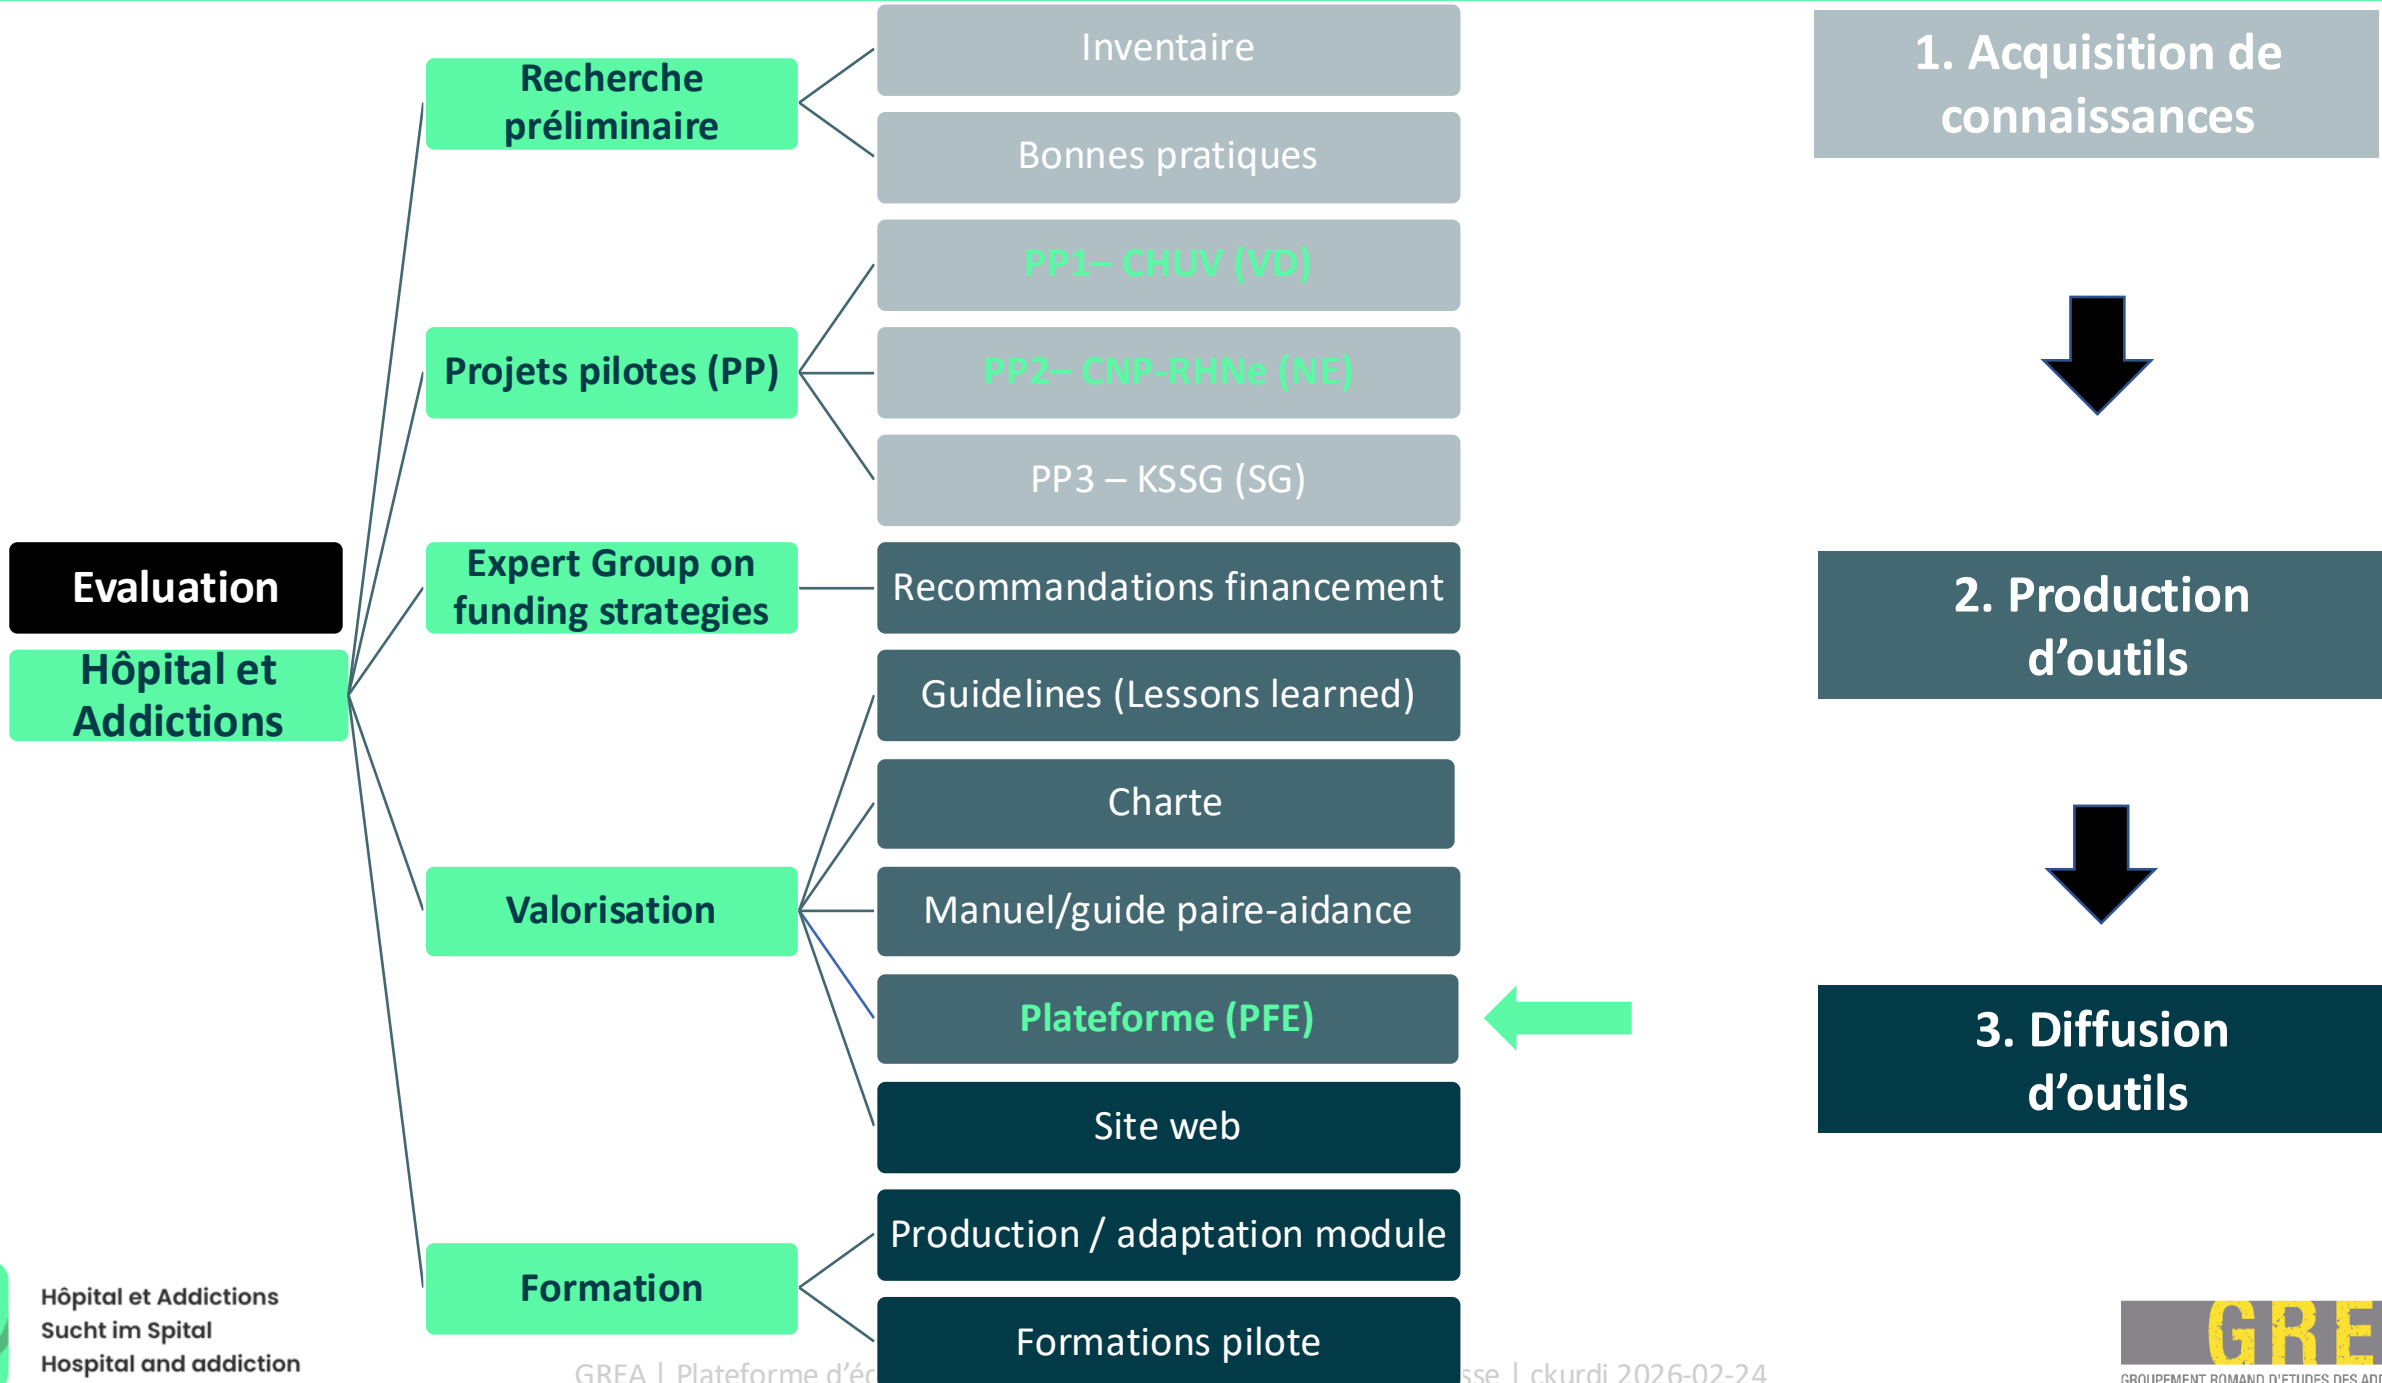 Evaluation
Hôpital et
Addictions
Recherche
préliminaire
Projets pilotes (PP)
Expert Group on
funding strategies
Valorisation
Formation
Inventaire
Bonnes pratiques
PP1– CHUV (VD)
PP2– CNP-RHNe (NE)
PP3 – KSSG (SG)
Recommandations financement
Guidelines (Lessons learned)
Charte
Manuel/guide paire-aidance
Plateforme (PFE)
Site web
Production / adaptation module
Formations pilote
1. Acquisition de
connaissances
2. Production
d’outils
3. Diffusion
d’outils
Hôpital et Addictions
Sucht im Spital
Hospital and addiction
GREA | Plateforme | ckurdi 2026-02-24
GRE
GROUPEMENT ROMAND D'ETUDES DES